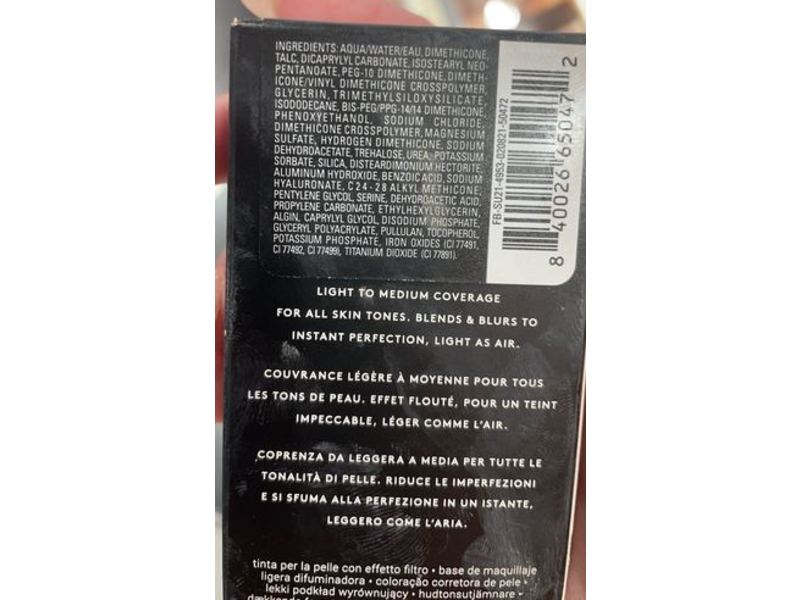 INGREDIENTS: AQUA/WATER/EAU, DIMETHICONE,
TALC, DICAPRYLYL CARBONATE, ISOSTEARYL NEO-
PENTANOATE, PEG-10 DIMETHICONE, DIMETH-
ICONE/VINYL DIMETHICONE CROSSPOLYMER,
GLYCERIN, TRIMETHYLSILOXYSILICATE,
ISODODECANE, BIS-PEG/PPG-14/14 DIMETHICONE,
PHENOXYETHANOL, SODIUM CHLORIDE,
DIMETHICONE CROSSPOLYMER, MAGNESIUM
SULFATE, HYDROGEN DIMETHICONE, SODIUM
DEHYDROACETATE, TREHALOSE, UREA, POTASSIUM
SORBATE, SILICA, DISTEARDIMONIUM HECTORITE,
ALUMINUM HYDROXIDE, BENZOIC ACID, SODIUM
HYALURONATE, C24-28 ALKYL METHICONE,
PENTYLENE GLYCOL, SERINE, DEHYDROACETIC ACID,
PROPYLENE CARBONATE, ETHYLHEXYLGLYCERIN,
ALGIN, CAPRYLYL GLYCOL, DISODIUM PHOSPHATE,
GLYCERYL POLYACRYLATE, PULLULAN, TOCOPHEROL,
POTASSIUM PHOSPHATE, IRON OXIDES (CI 77491,
CI 77492, CI 77499), TITANIUM DIOXIDE (CI 77891).
FB-SU21-4953-020821-50472
8 40026 65047 2
LIGHT TO MEDIUM COVERAGE
FOR ALL SKIN TONES. BLENDS & BLURS TO
INSTANT PERFECTION, LIGHT AS AIR.
COUVRANCE LÉGÈRE À MOYENNE POUR TOUS
LES TONS DE PEAU. EFFET FLOUTÉ, POUR UN TEINT
IMPECCABLE, LÉGER COMME L'AIR.
COPRENZA DA LEGGERA A MEDIA PER TUTTE LE
TONALITÀ DI PELLE. RIDUCE LE IMPERFEZIONI
E SI SFUMA ALLA PERFEZIONE IN UN ISTANTE,
LEGGERO COME L'ARIA.
tinta per la pelle con effetto filtro • base de maquillaje
ligera difuminadora • coloração corretora de pele •
lekki podkład wyrównujący • hudtonsutjämnare •